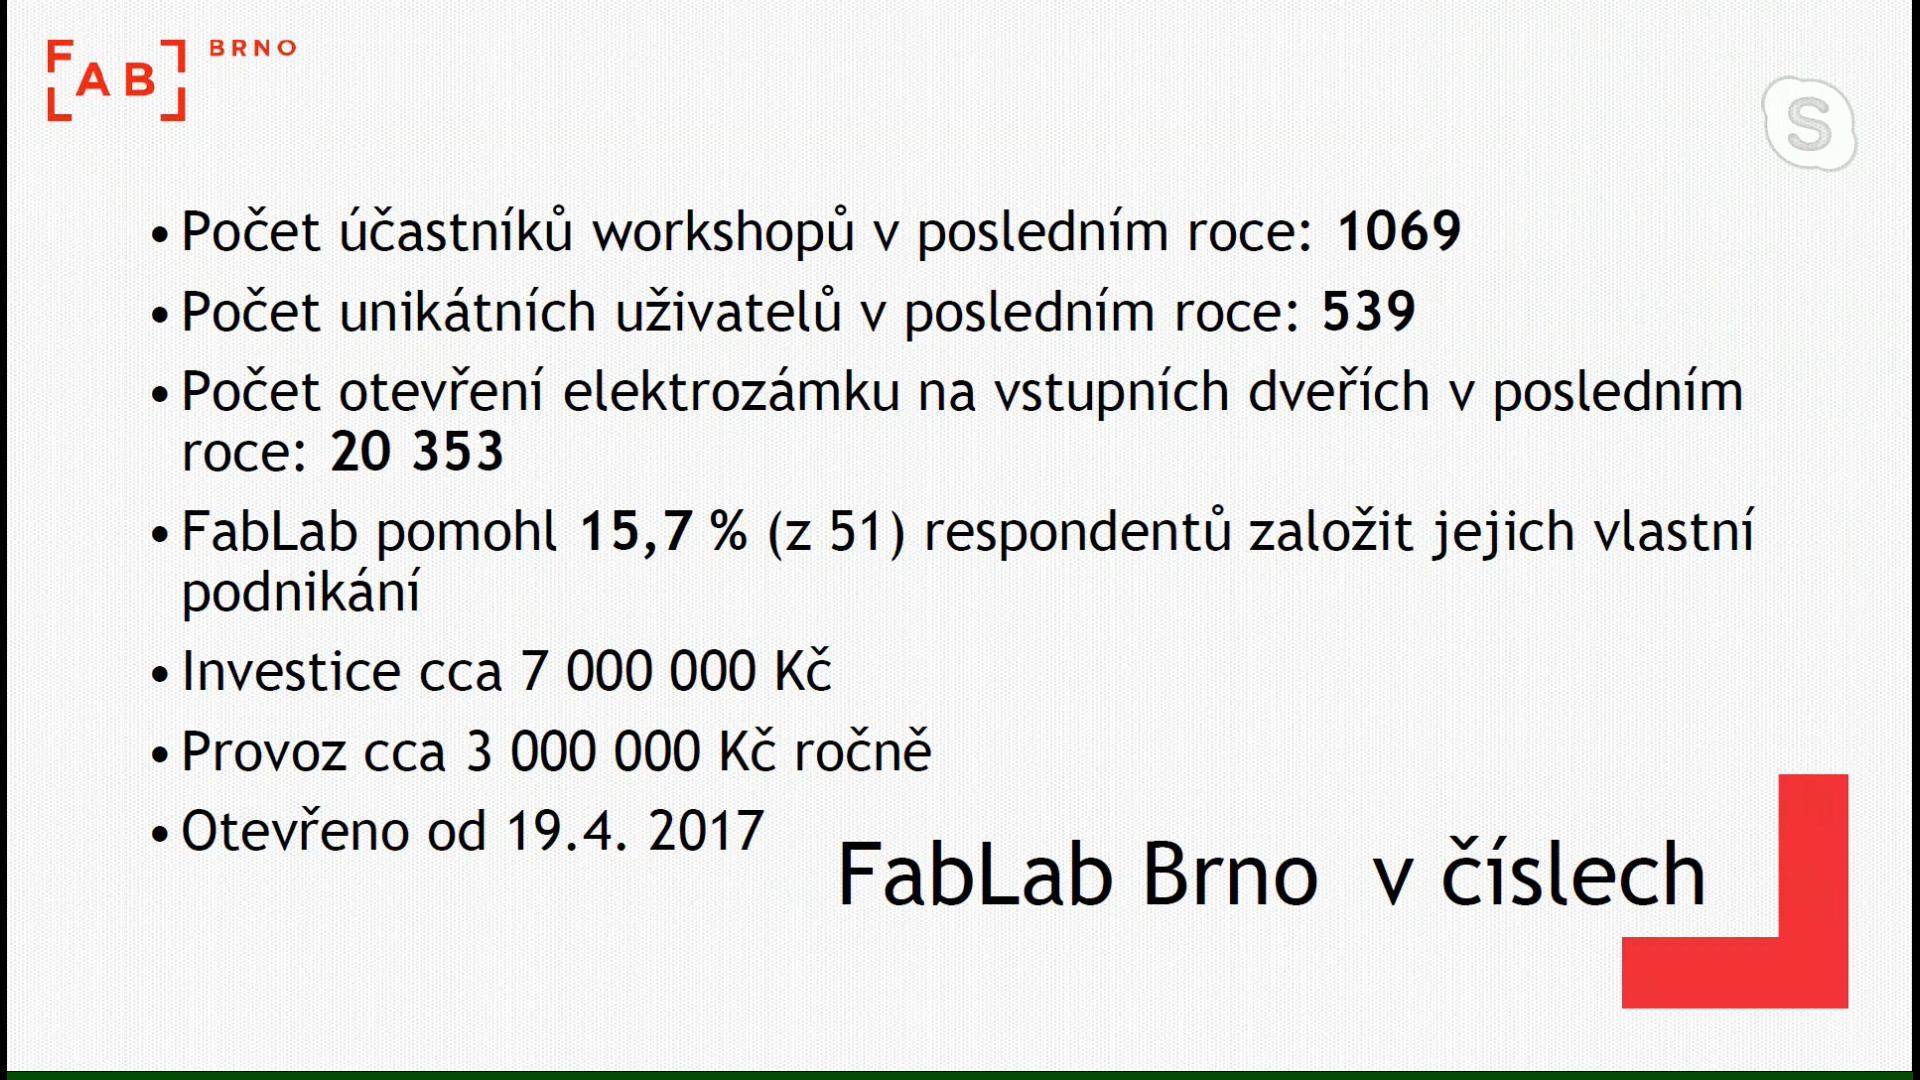 FAB BRNO
S
• Počet účastníků workshopů v posledním roce: 1069
• Počet unikátních uživatelů v posledním roce: 539
• Počet otevření elektrozámku na vstupních dveřích v posledním
roce: 20 353
• FabLab pomohl 15,7 % (z 51) respondentů založit jejich vlastní
podnikání
• Investice cca 7 000 000 Kč
• Provoz cca 3 000 000 Kč ročně
• Otevřeno od 19.4. 2017
FabLab Brno v číslech